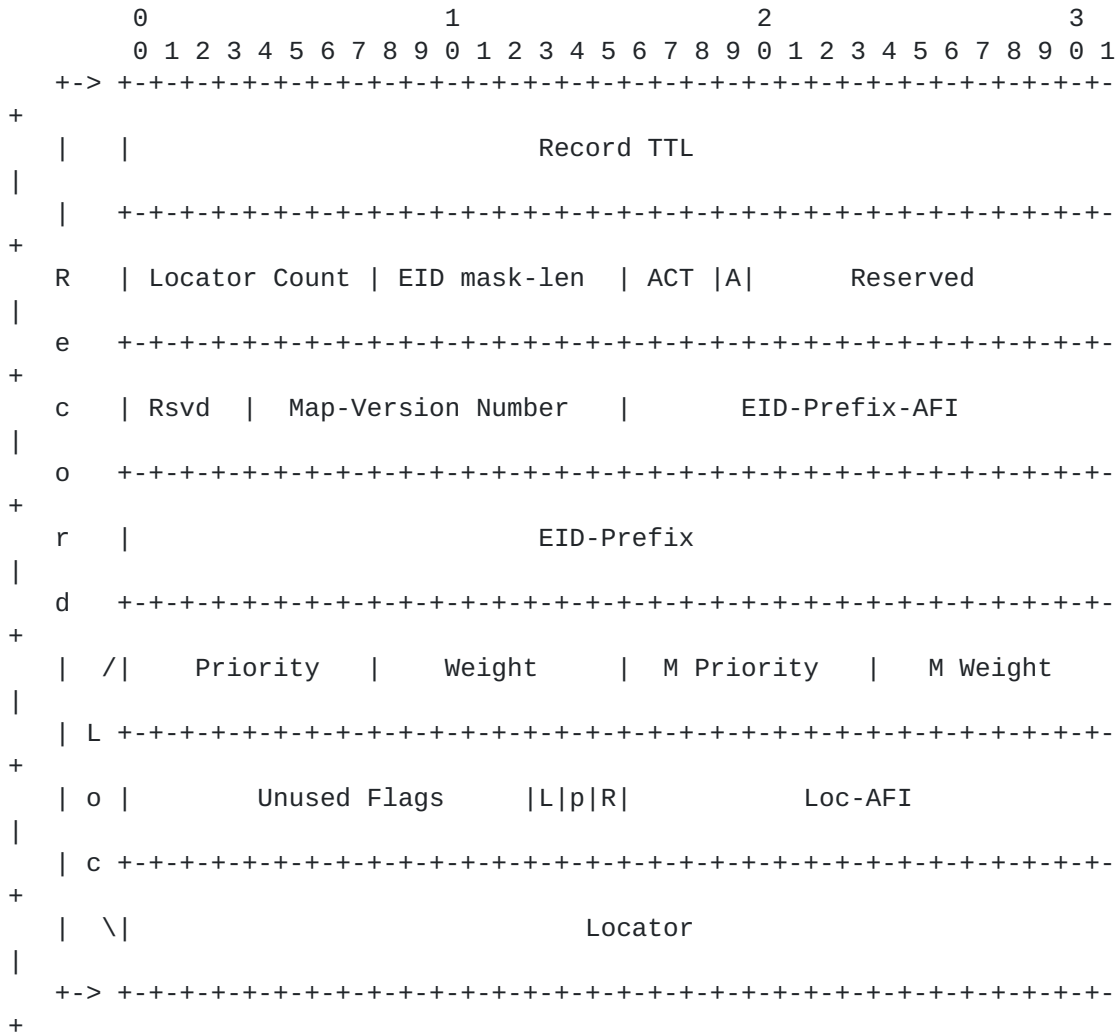 0                   1                   2                   3
        0 1 2 3 4 5 6 7 8 9 0 1 2 3 4 5 6 7 8 9 0 1 2 3 4 5 6 7 8 9 0 1
   +-> +-+-+-+-+-+-+-+-+-+-+-+-+-+-+-+-+-+-+-+-+-+-+-+-+-+-+-+-+-+-+-+-
+
   |   |                          Record TTL
|
   |   +-+-+-+-+-+-+-+-+-+-+-+-+-+-+-+-+-+-+-+-+-+-+-+-+-+-+-+-+-+-+-+-
+
   R   | Locator Count | EID mask-len  | ACT |A|      Reserved
|
   e   +-+-+-+-+-+-+-+-+-+-+-+-+-+-+-+-+-+-+-+-+-+-+-+-+-+-+-+-+-+-+-+-
+
   c   | Rsvd  |  Map-Version Number   |       EID-Prefix-AFI
|
   o   +-+-+-+-+-+-+-+-+-+-+-+-+-+-+-+-+-+-+-+-+-+-+-+-+-+-+-+-+-+-+-+-
+
   r   |                          EID-Prefix
|
   d   +-+-+-+-+-+-+-+-+-+-+-+-+-+-+-+-+-+-+-+-+-+-+-+-+-+-+-+-+-+-+-+-
+
   |  /|    Priority   |    Weight     |  M Priority   |   M Weight
|
   | L +-+-+-+-+-+-+-+-+-+-+-+-+-+-+-+-+-+-+-+-+-+-+-+-+-+-+-+-+-+-+-+-
+
   | o |        Unused Flags     |L|p|R|           Loc-AFI
|
   | c +-+-+-+-+-+-+-+-+-+-+-+-+-+-+-+-+-+-+-+-+-+-+-+-+-+-+-+-+-+-+-+-
+
   |  \|                             Locator
|
   +-> +-+-+-+-+-+-+-+-+-+-+-+-+-+-+-+-+-+-+-+-+-+-+-+-+-+-+-+-+-+-+-+-
+